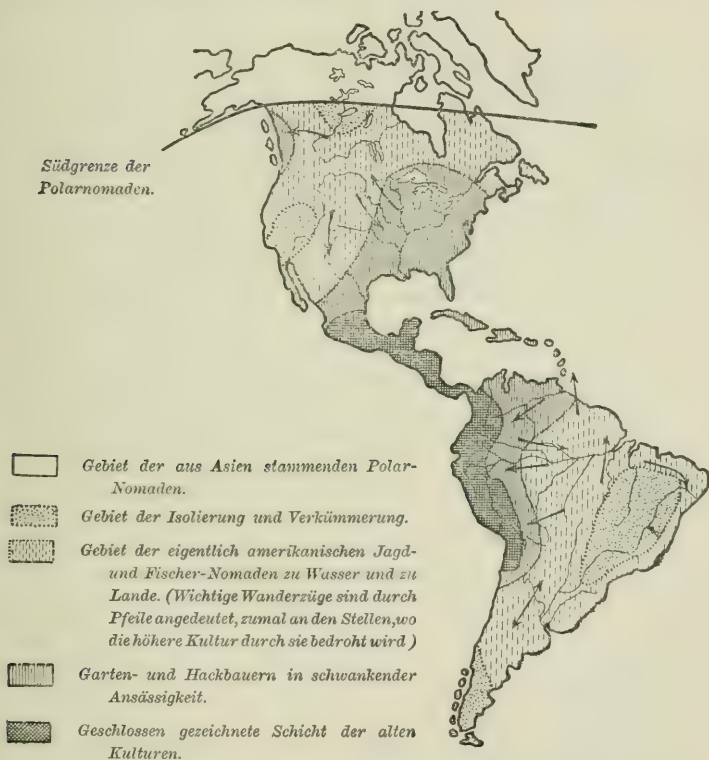 Südgrenze der
Polarnomaden.
Gebiet der aus Asien stammenden Polar-
Nomaden.
Gebiet der Isolierung und Verkümmerung.
Gebiet der eigentlich amerikanischen Jagd-
und Fischer-Nomaden zu Wasser und zu
Lande. (Wichtige Wanderzüge sind durch
Pfeile angedeutet, zumal an den Stellen, wo
die höhere Kultur durch sie bedroht wird)
Garten- und Hackbauern in schwankender
Ansässigkeit.
Geschlossen gezeichnete Schicht der alten
Kulturen.